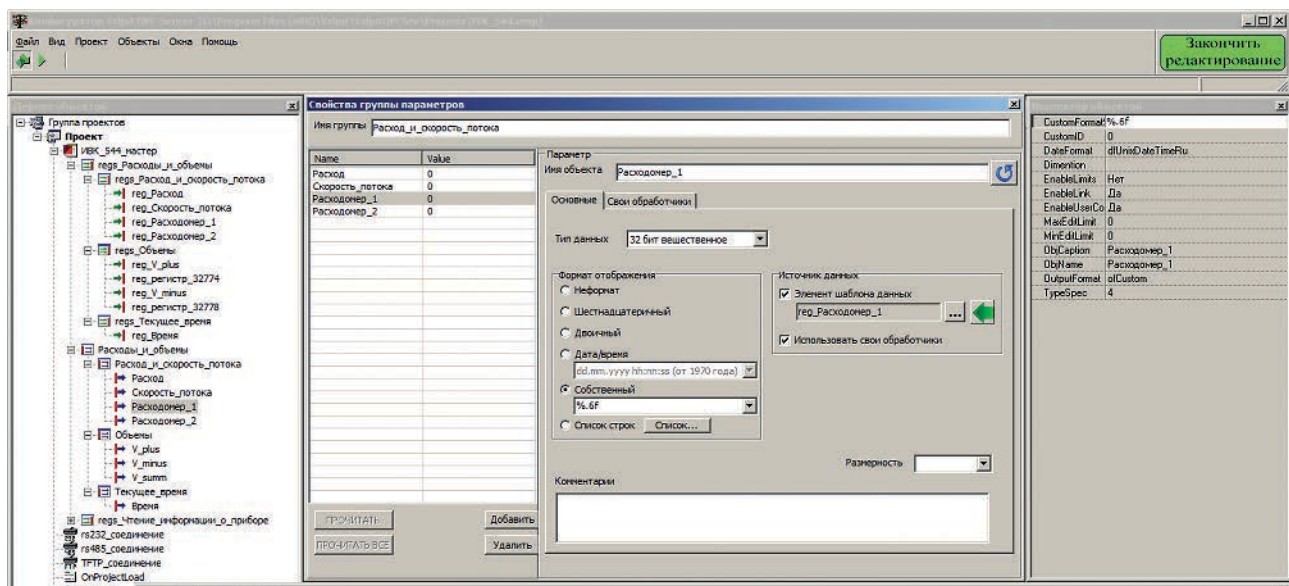 Файл Вид Проект Объекты Окна Помощь
Закончить
редактирование
Группа проектов
Проект
ИВК_544_мастер
regs_Расходы_и_объемы
regs_Расход_и_скорость_потока
reg_Расход
reg_Скорость_потока
reg_Расходомер_1
reg_Расходомер_2
regs_Объемы
reg_V_plus
reg_регистр_32774
reg_V_minus
reg_регистр_32778
regs_Текущее_время
reg_Время
Расходы_и_объемы
Расход_и_скорость_потока
Расход
Скорость_потока
Расходомер_1
Расходомер_2
Объемы
V_plus
V_minus
V_summ
Текущее_время
Время
regs_Чтение_информации_о_приборе
rs232_соединение
rs485_соединение
TFTP_соединение
OnProjectLoad
Свойства группы параметров
Имя группы Расход_и_скорость_потока
Name Value
Расход 0
Скорость_потока 0
Расходомер_1 0
Расходомер_2 0
ПРОЧИТАТЬ Добавить
ПРОЧИТАТЬ ВСЕ Удалить
Параметр
Имя объекта Расходомер_1
Основные Свои обработчики
Тип данных 32 бит вещественное
Формат отображения
Неформат
Шестнадцатеричный
Двоичный
Дата/время
dd.mm.yyyy hh:nn:ss (от 1970 года)
Собственный
%.6f
Список строк Список...
Источник данных
Элемент шаблона данных
reg_Расходомер_1 ...
Использовать свои обработчики
Размерность
Комментарии
CustomFormat %.6f
CustomID 0
DateFormat dfUnixDateTimeRu
Dimention
EnableLimits Нет
EnableLink Да
EnableUserCo Да
MaxEditLimit 0
MinEditLimit 0
ObjCaption Расходомер_1
ObjName Расходомер_1
OutputFormat ofCustom
TypeSpec 4